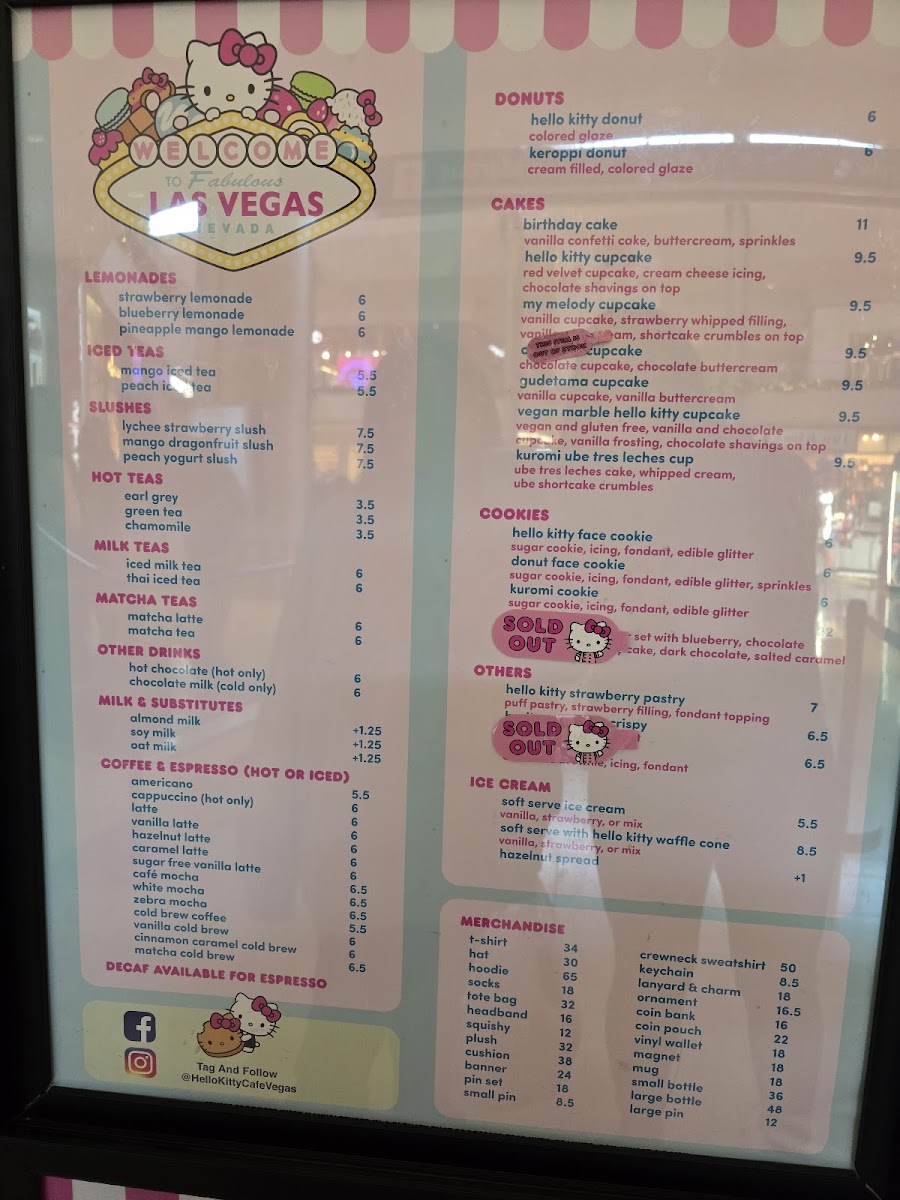 WELCOME
TO Fabulous
LAS VEGAS
NEVADA
LEMONADES
strawberry lemonade 6
blueberry lemonade 6
pineapple mango lemonade 6
ICED TEAS
mango iced tea 5.5
peach iced tea 5.5
SLUSHES
lychee strawberry slush 7.5
mango dragonfruit slush 7.5
peach yogurt slush 7.5
HOT TEAS
earl grey 3.5
green tea 3.5
chamomile 3.5
MILK TEAS
iced milk tea 6
thai iced tea 6
MATCHA TEAS
matcha latte 6
matcha tea 6
OTHER DRINKS
hot chocolate (hot only) 6
chocolate milk (cold only) 6
MILK & SUBSTITUTES
almond milk +1.25
soy milk +1.25
oat milk +1.25
COFFEE & ESPRESSO (HOT OR ICED)
americano 5.5
cappuccino (hot only) 6
latte 6
vanilla latte 6
hazelnut latte 6
caramel latte 6
sugar free vanilla latte 6
café mocha 6.5
white mocha 6.5
zebra mocha 6.5
cold brew coffee 5.5
vanilla cold brew 6
cinnamon caramel cold brew 6
matcha cold brew 6.5
DECAF AVAILABLE FOR ESPRESSO
Tag And Follow
@HelloKittyCafeVegas
DONUTS
hello kitty donut 6
colored glaze
keroppi donut 6
cream filled, colored glaze
CAKES
birthday cake 11
vanilla confetti cake, buttercream, sprinkles
hello kitty cupcake 9.5
red velvet cupcake, cream cheese icing,
chocolate shavings on top
my melody cupcake 9.5
vanilla cupcake, strawberry whipped filling,
shortcake crumbles on top
THIS ITEM IS
OUT OF STOCK
cupcake 9.5
chocolate cupcake, chocolate buttercream
gudetama cupcake 9.5
vanilla cupcake, vanilla buttercream
vegan marble hello kitty cupcake 9.5
vegan and gluten free, vanilla and chocolate
cupcake, vanilla frosting, chocolate shavings on top
kuromi ube tres leches cup 9.5
ube tres leches cake, whipped cream,
ube shortcake crumbles
COOKIES
hello kitty face cookie 6
sugar cookie, icing, fondant, edible glitter
donut face cookie 6
sugar cookie, icing, fondant, edible glitter, sprinkles
kuromi cookie 6
sugar cookie, icing, fondant, edible glitter
SOLD
OUT
set with blueberry, chocolate
cake, dark chocolate, salted caramel
OTHERS
hello kitty strawberry pastry 7
puff pastry, strawberry filling, fondant topping
crispy 6.5
SOLD
OUT
6.5
icing, fondant
ICE CREAM
soft serve ice cream 5.5
vanilla, strawberry, or mix
soft serve with hello kitty waffle cone 8.5
vanilla, strawberry, or mix
hazelnut spread +1
MERCHANDISE
t-shirt 34
hat 30
hoodie 65
socks 18
tote bag 32
headband 16
squishy 12
plush 32
cushion 38
banner 24
pin set 18
small pin 8.5
crewneck sweatshirt 50
keychain 8.5
lanyard & charm 18
ornament 16.5
coin bank 16
coin pouch 22
vinyl wallet 18
magnet 18
mug 18
small bottle 36
large bottle 48
large pin 12